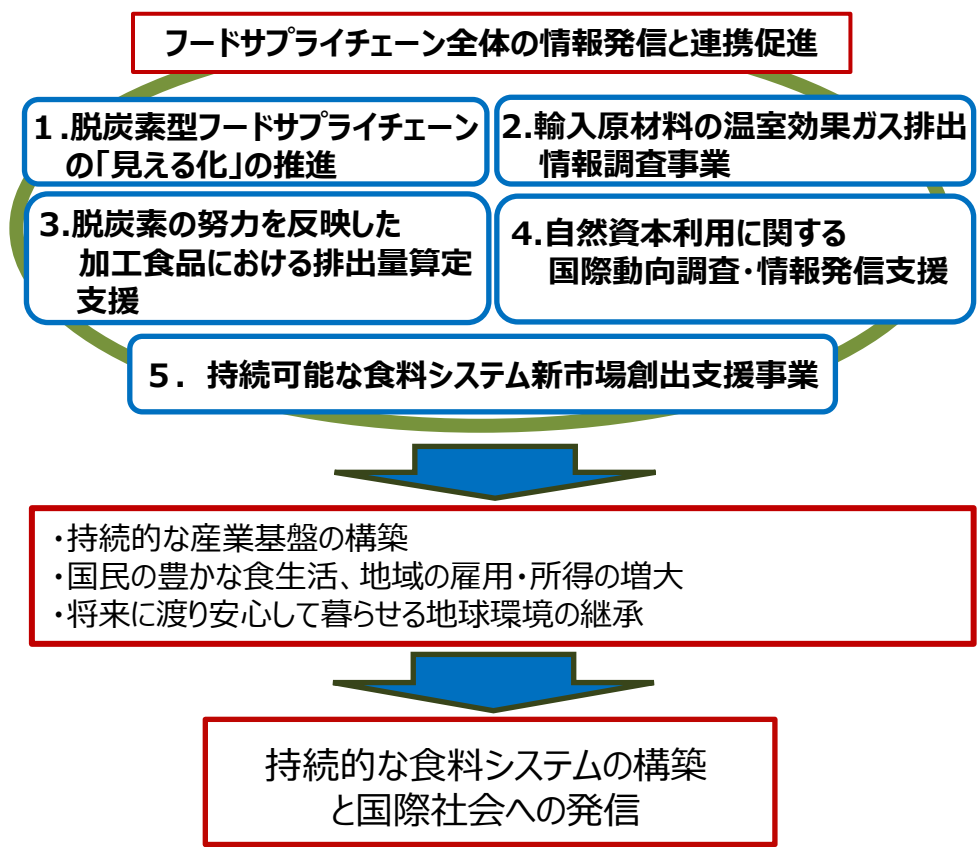 フードサプライチェーン全体の情報発信と連携促進
１.脱炭素型フードサプライチェーン
の「見える化」の推進
2.輸入原材料の温室効果ガス排出
情報調査事業
3.脱炭素の努力を反映した
加工食品における排出量算定
支援
4.自然資本利用に関する
国際動向調査・情報発信支援
５．持続可能な食料システム新市場創出支援事業
・持続的な産業基盤の構築
・国民の豊かな食生活、地域の雇用・所得の増大
・将来に渡り安心して暮らせる地球環境の継承
持続的な食料システムの構築
と国際社会への発信